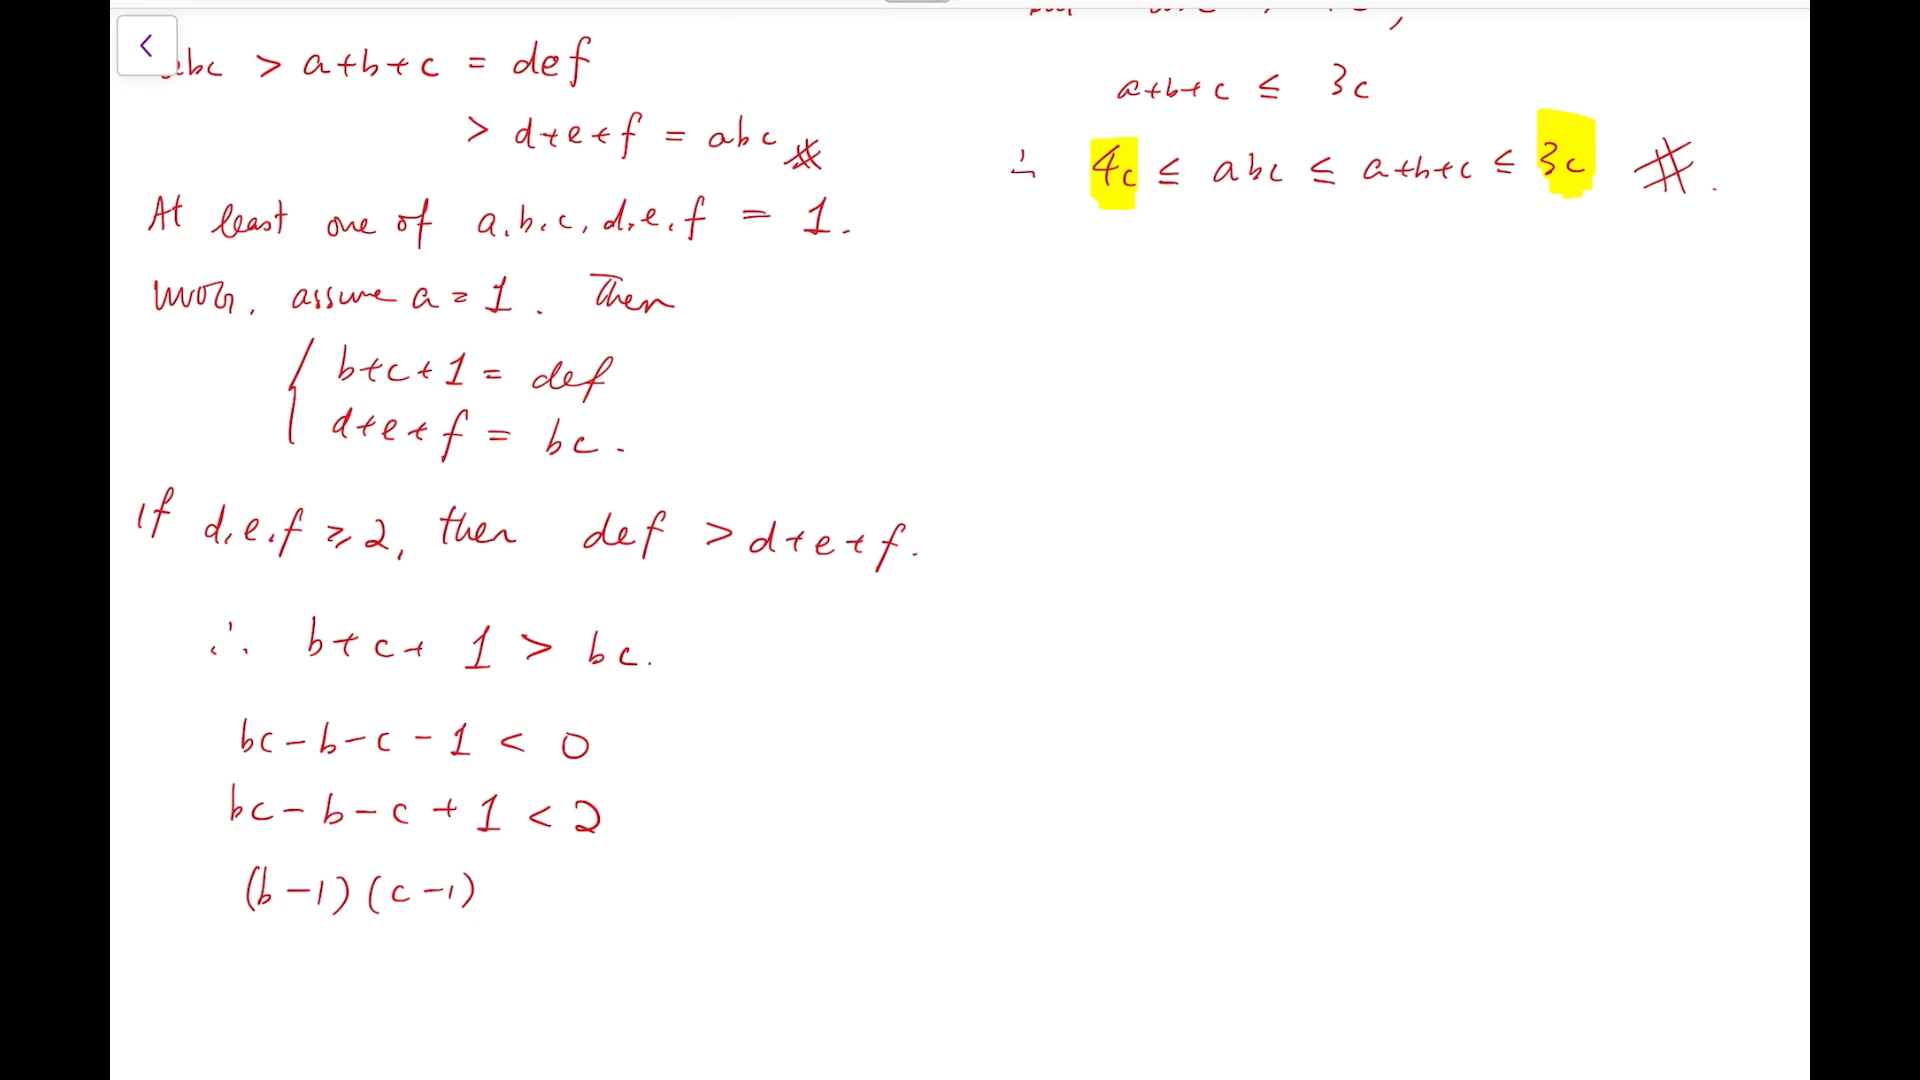 abc > a+b+c = def
> d+e+f = abc #
At least one of a,b,c,d,e,f = 1.
WLOG, assume a = 1. Then
b+c+1 = def
d+e+f = bc.
If d,e,f ≥ 2, then def > d+e+f.
∴ b+c+1 > bc.
bc-b-c-1 < 0
bc-b-c+1 < 2
(b-1)(c-1)
a+b+c ≤ 3c
∴ 4c ≤ abc ≤ a+b+c ≤ 3c #.